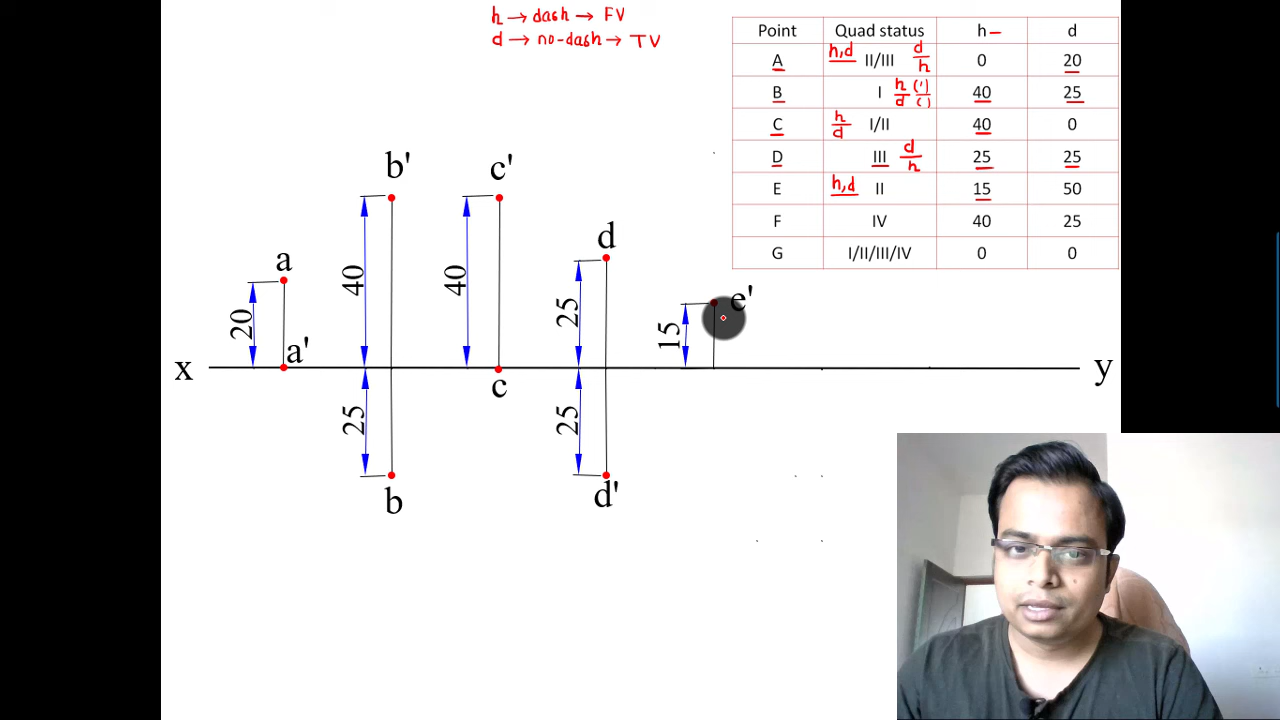 h → dash → FV
d → no-dash → TV
Point Quad status h d
A h,d II/III d/h 0 20
B I h/d (')/( ) 40 25
C h/d I/II 40 0
D III d/h 25 25
E h,d II 15 50
F IV 40 25
G I/II/III/IV 0 0
b' c'
d
a
e'
40 40 25
20 15
a'
x y
c
25 25
b d'